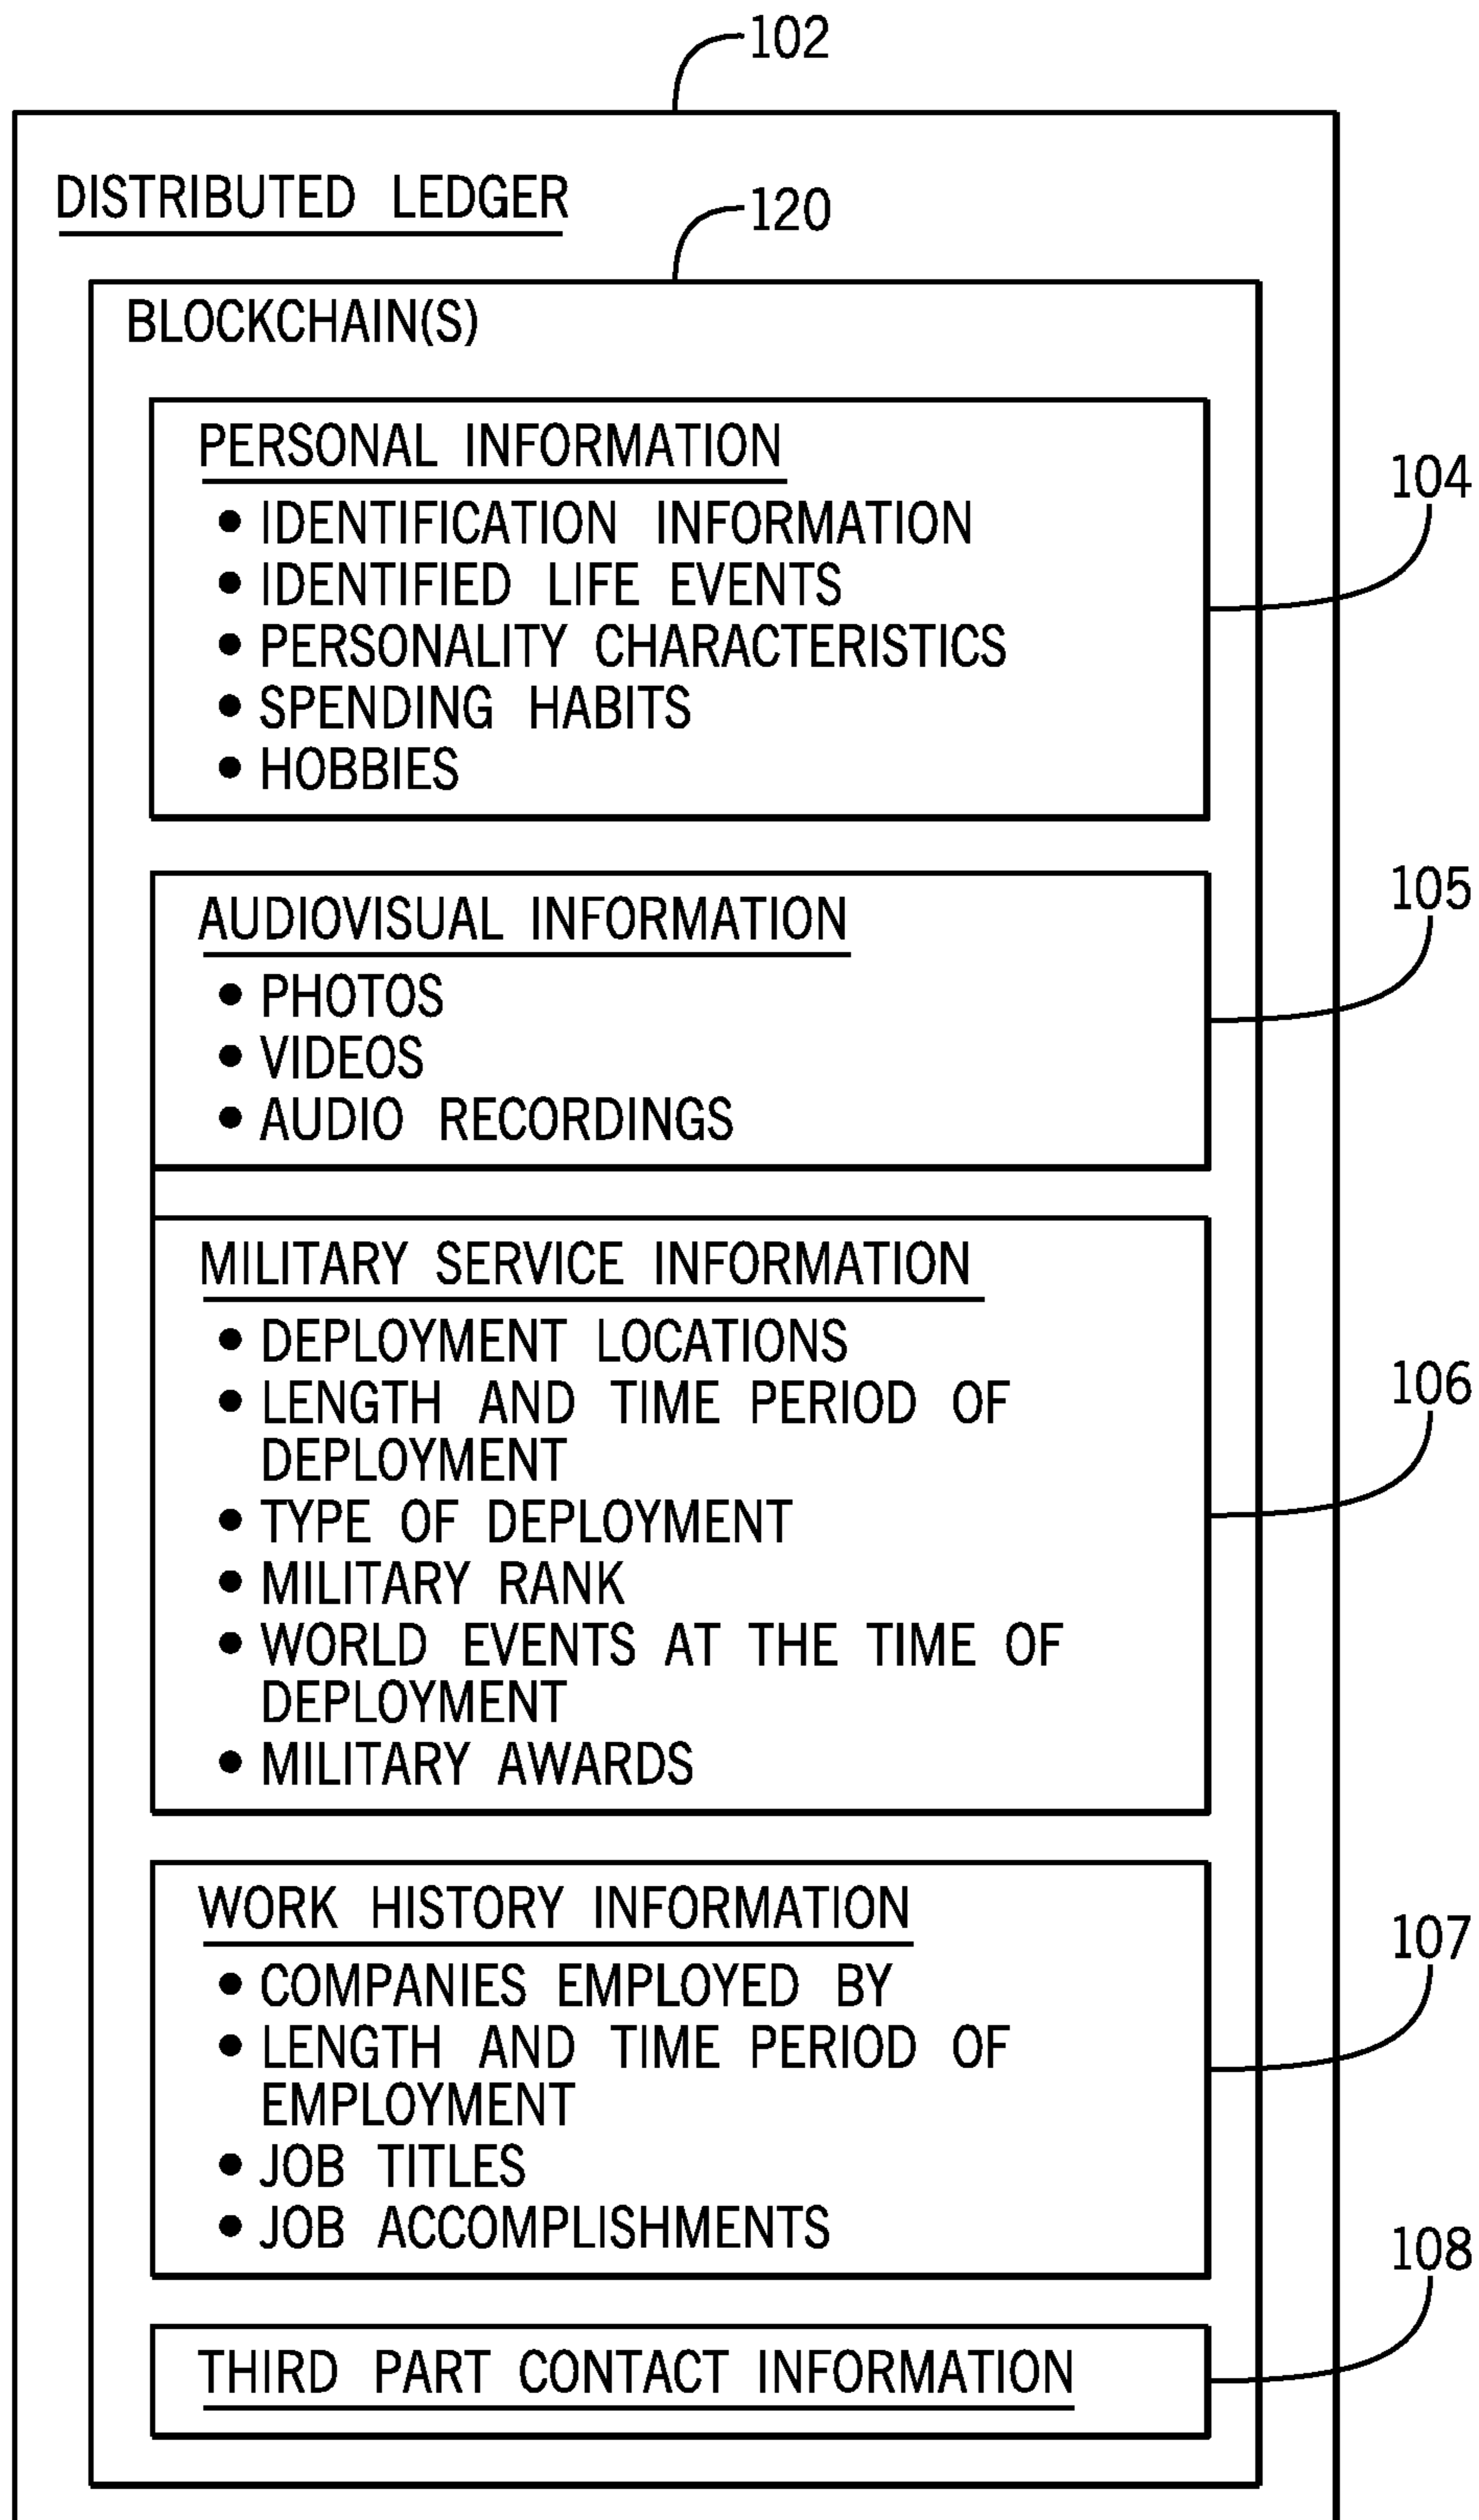 102
DISTRIBUTED LEDGER
120
BLOCKCHAIN(S)
PERSONAL INFORMATION
104
• IDENTIFICATION INFORMATION
• IDENTIFIED LIFE EVENTS
• PERSONALITY CHARACTERISTICS
• SPENDING HABITS
• HOBBIES
105
AUDIOVISUAL INFORMATION
• PHOTOS
• VIDEOS
• AUDIO RECORDINGS
MILITARY SERVICE INFORMATION
• DEPLOYMENT LOCATIONS
106
• LENGTH AND TIME PERIOD OF
DEPLOYMENT
• TYPE OF DEPLOYMENT
• MILITARY RANK
• WORLD EVENTS AT THE TIME OF
DEPLOYMENT
• MILITARY AWARDS
WORK HISTORY INFORMATION
107
• COMPANIES EMPLOYED BY
• LENGTH AND TIME PERIOD OF
EMPLOYMENT
• JOB TITLES
• JOB ACCOMPLISHMENTS
108
THIRD PART CONTACT INFORMATION